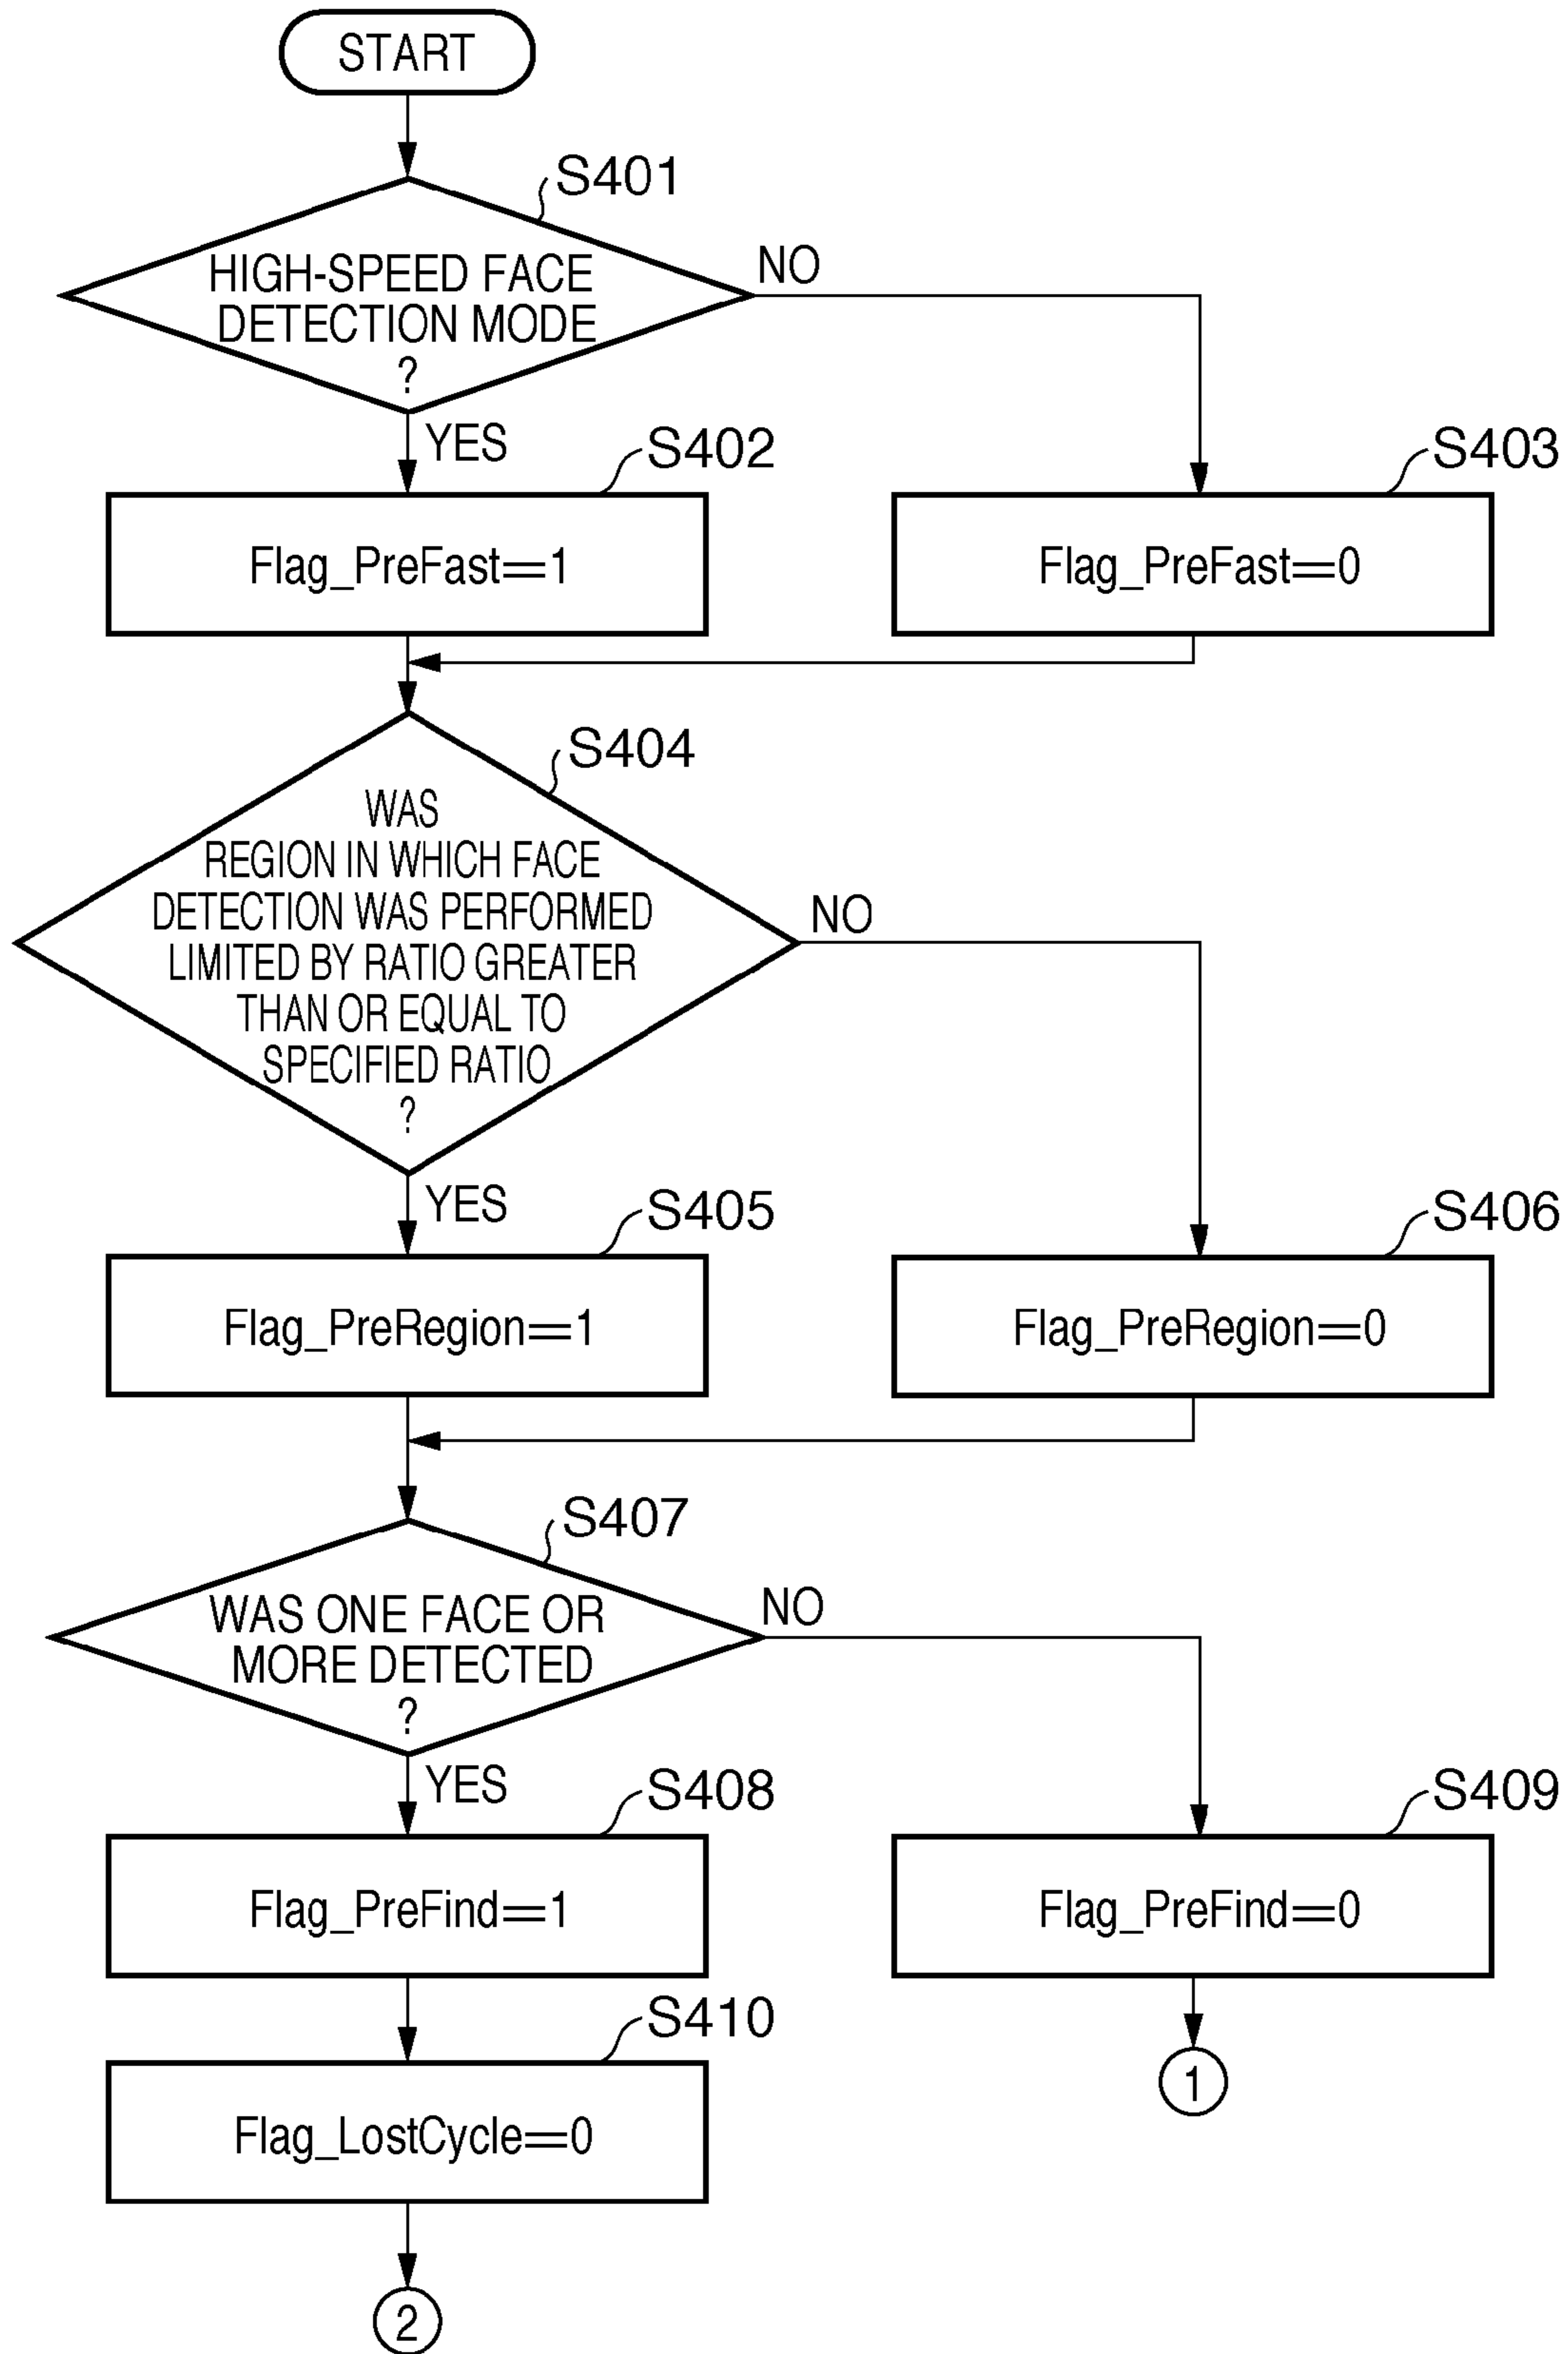 START
S401
HIGH-SPEED FACE
DETECTION MODE
?
NO
YES
S402
Flag_PreFast==1
S403
Flag_PreFast==0
S404
WAS
REGION IN WHICH FACE
DETECTION WAS PERFORMED
LIMITED BY RATIO GREATER
THAN OR EQUAL TO
SPECIFIED RATIO
?
NO
YES
S405
Flag_PreRegion==1
S406
Flag_PreRegion==0
S407
WAS ONE FACE OR
MORE DETECTED
?
NO
YES
S408
Flag_PreFind==1
S409
Flag_PreFind==0
S410
Flag_LostCycle==0
1
2